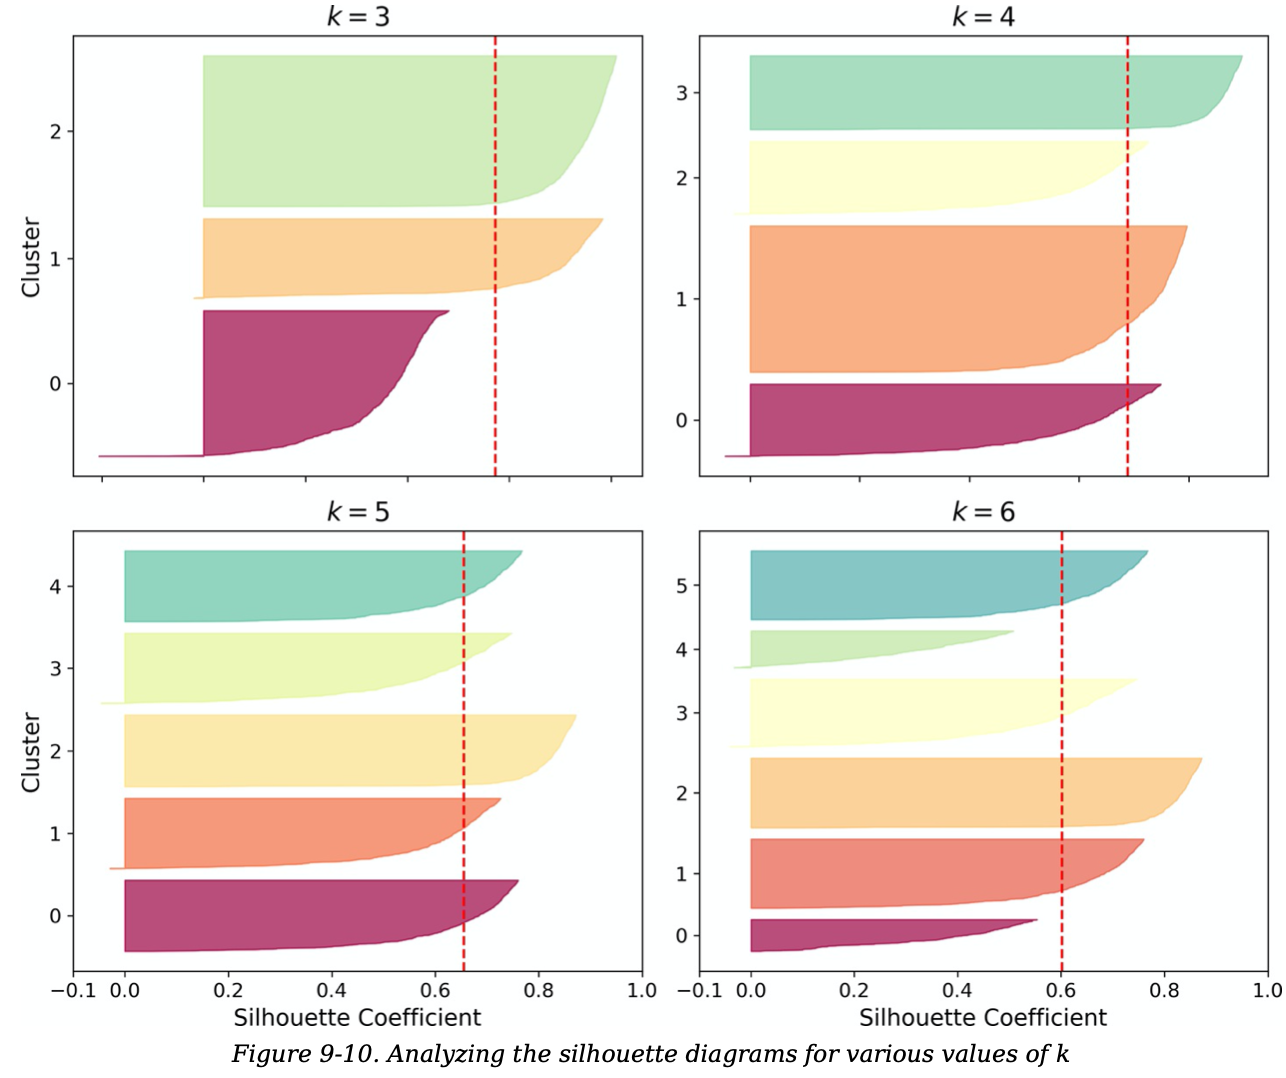 k = 3
k = 4
2
1
0
Cluster
3
2
1
0
k = 5
k = 6
4
3
2
1
0
Cluster
5
4
3
2
1
0
−0.1 0.0 0.2 0.4 0.6 0.8 1.0
−0.1 0.0 0.2 0.4 0.6 0.8 1.0
Silhouette Coefficient
Silhouette Coefficient
Figure 9-10. Analyzing the silhouette diagrams for various values of k